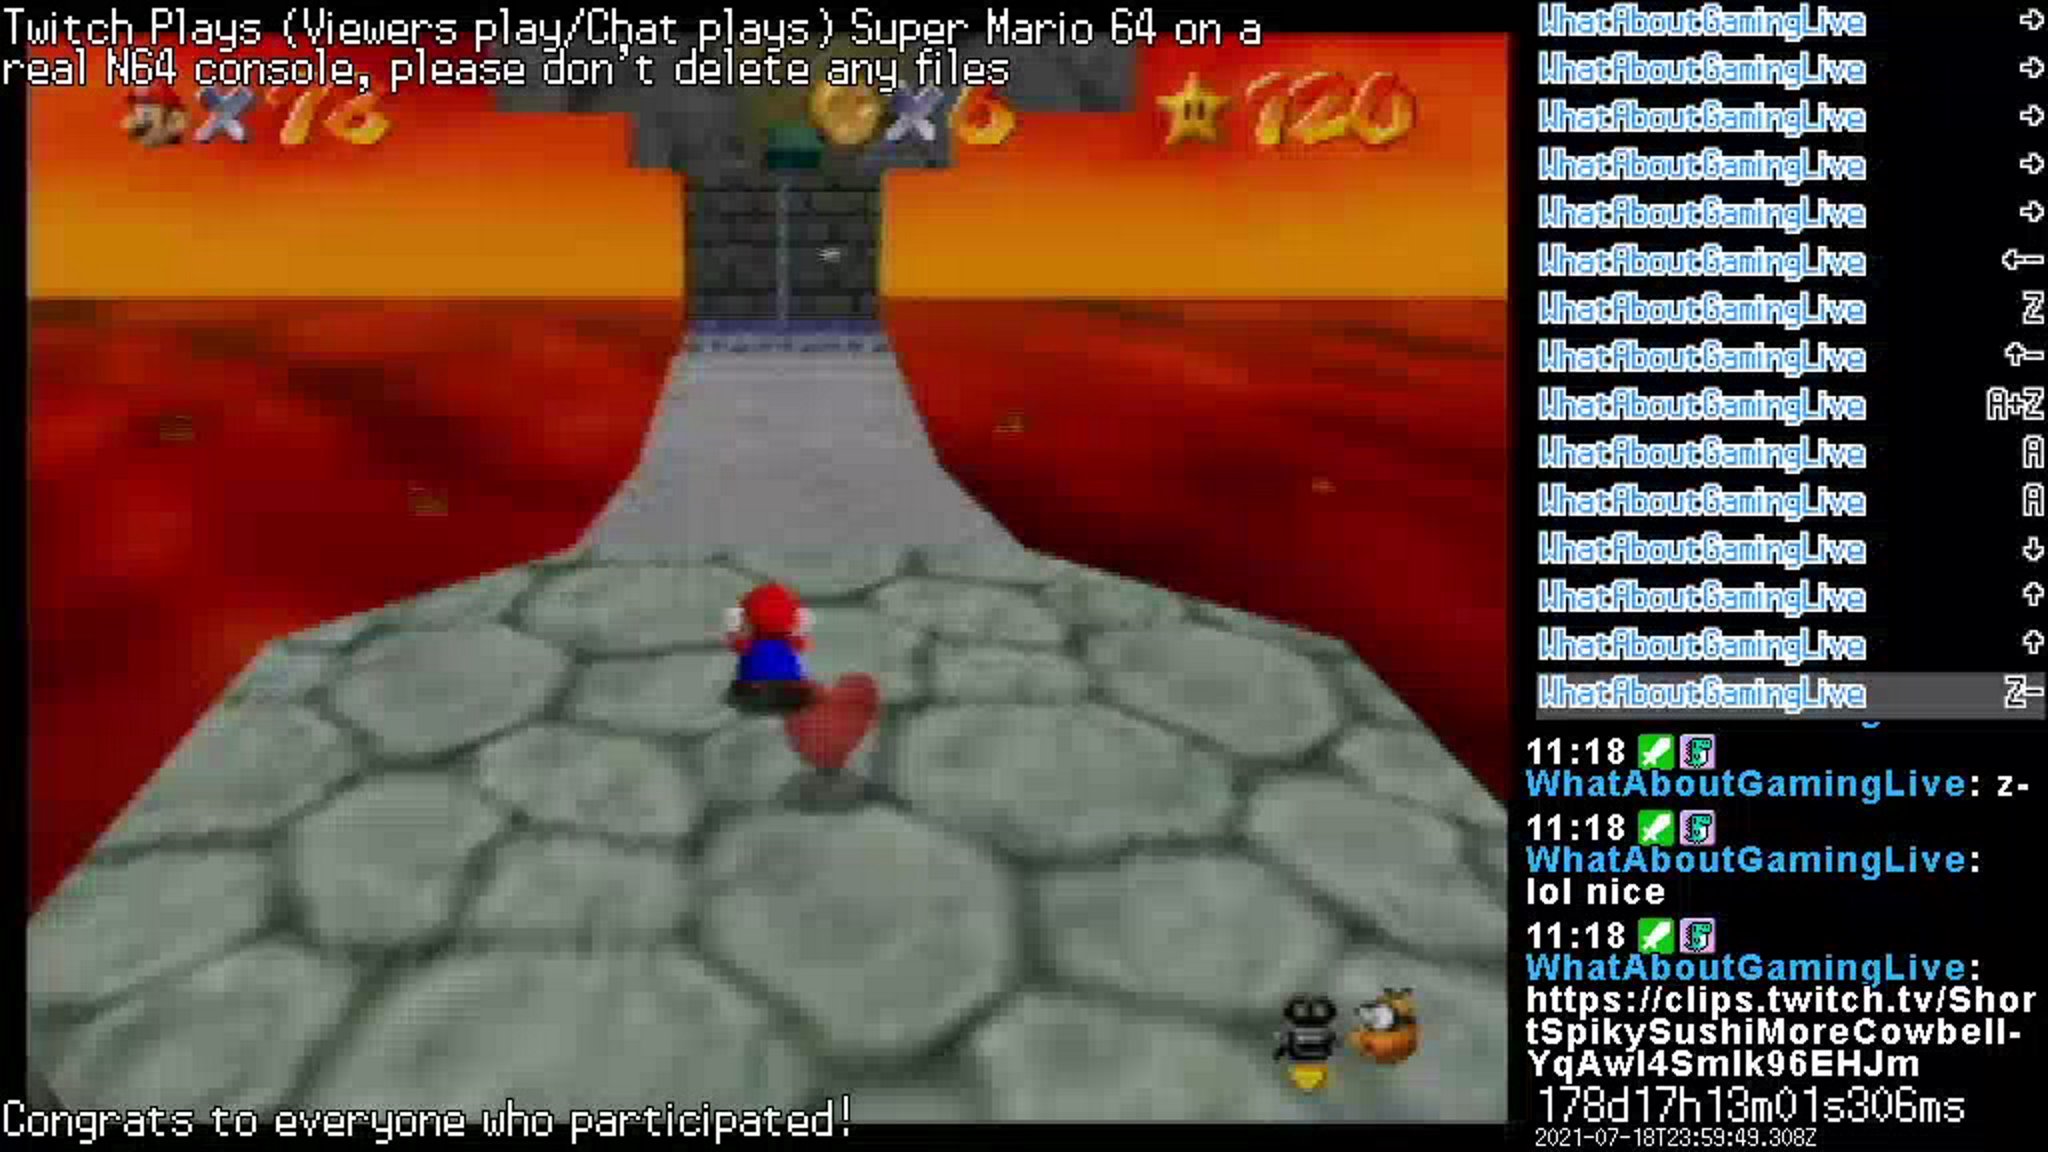 Twitch Plays (Viewers play/Chat plays) Super Mario 64 on a
real N64 console, please don't delete any files
×76 ×6 120
WhatAboutGamingLive →
WhatAboutGamingLive →
WhatAboutGamingLive →
WhatAboutGamingLive →
WhatAboutGamingLive →
WhatAboutGamingLive ←-
WhatAboutGamingLive Z
WhatAboutGamingLive ↑-
WhatAboutGamingLive A+Z
WhatAboutGamingLive A
WhatAboutGamingLive A
WhatAboutGamingLive ↓
WhatAboutGamingLive ↑
WhatAboutGamingLive ↑
WhatAboutGamingLive Z-
11:18
WhatAboutGamingLive: z-
11:18
WhatAboutGamingLive:
lol nice
11:18
WhatAboutGamingLive:
https://clips.twitch.tv/Shor
tSpikySushiMoreCowbell-
YqAwl4Smlk96EHJm
178d17h13m01s306ms
2021-07-18T23:59:49.308Z
Congrats to everyone who participated!